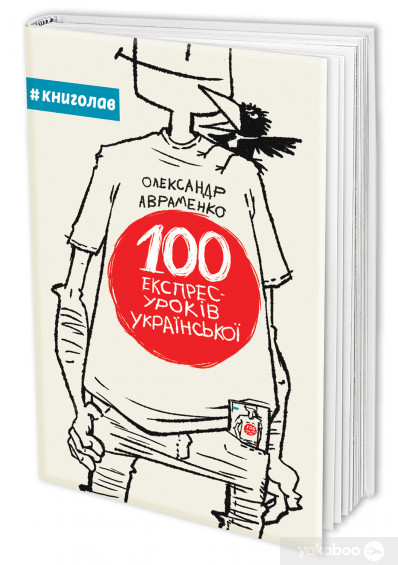 #книголав
ОЛЕКСАНДР
АВРАМЕНКО
100
ЕКСПРЕС-
УРОКІВ
УКРАЇНСЬКОЇ
yakaboo